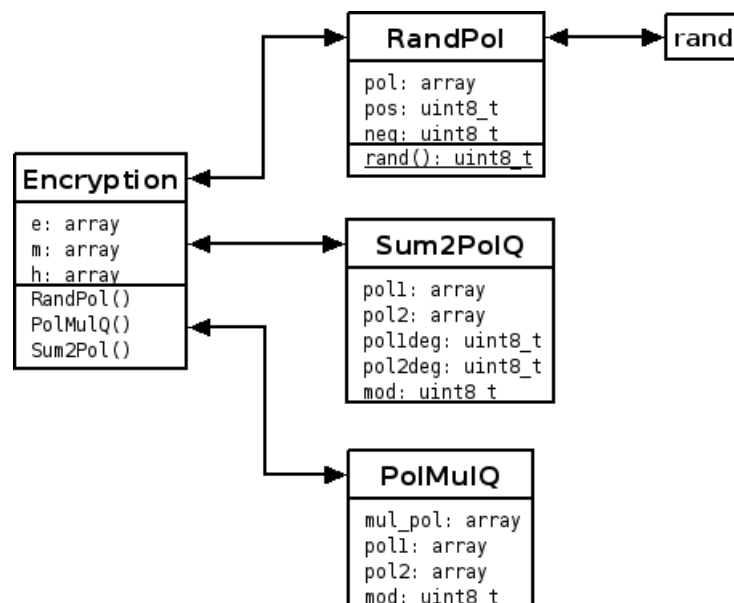 RandPol
pol: array
pos: uint8_t
neg: uint8_t
rand(): uint8_t
rand
Encryption
e: array
m: array
h: array
RandPol()
PolMulQ()
Sum2Pol()
Sum2PolQ
pol1: array
pol2: array
pol1deg: uint8_t
pol2deg: uint8_t
mod: uint8_t
PolMulQ
mul_pol: array
pol1: array
pol2: array
mod: uint8_t